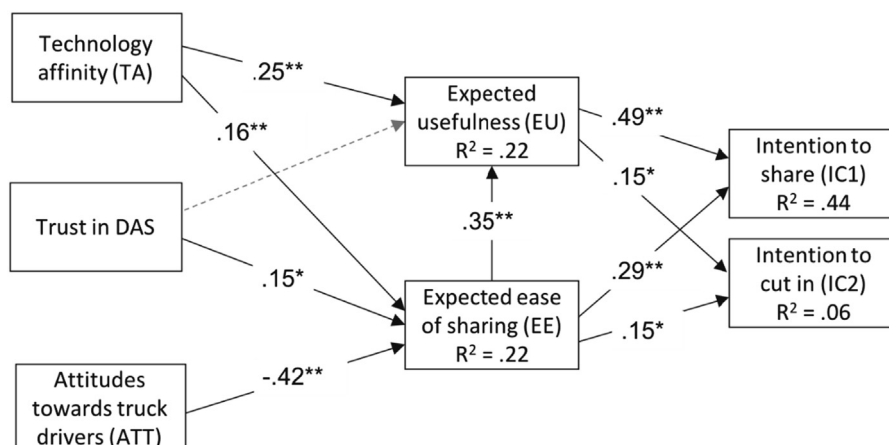 Technology
affinity (TA)
.25**
Expected
usefulness (EU)
R² = .22
.49**
.16**
Intention to
share (IC1)
R² = .44
.15*
Trust in DAS
.35**
.29**
Intention to
cut in (IC2)
R² = .06
.15*
Expected ease
of sharing (EE)
R² = .22
.15*
-.42**
Attitudes
towards truck
drivers (ATT)